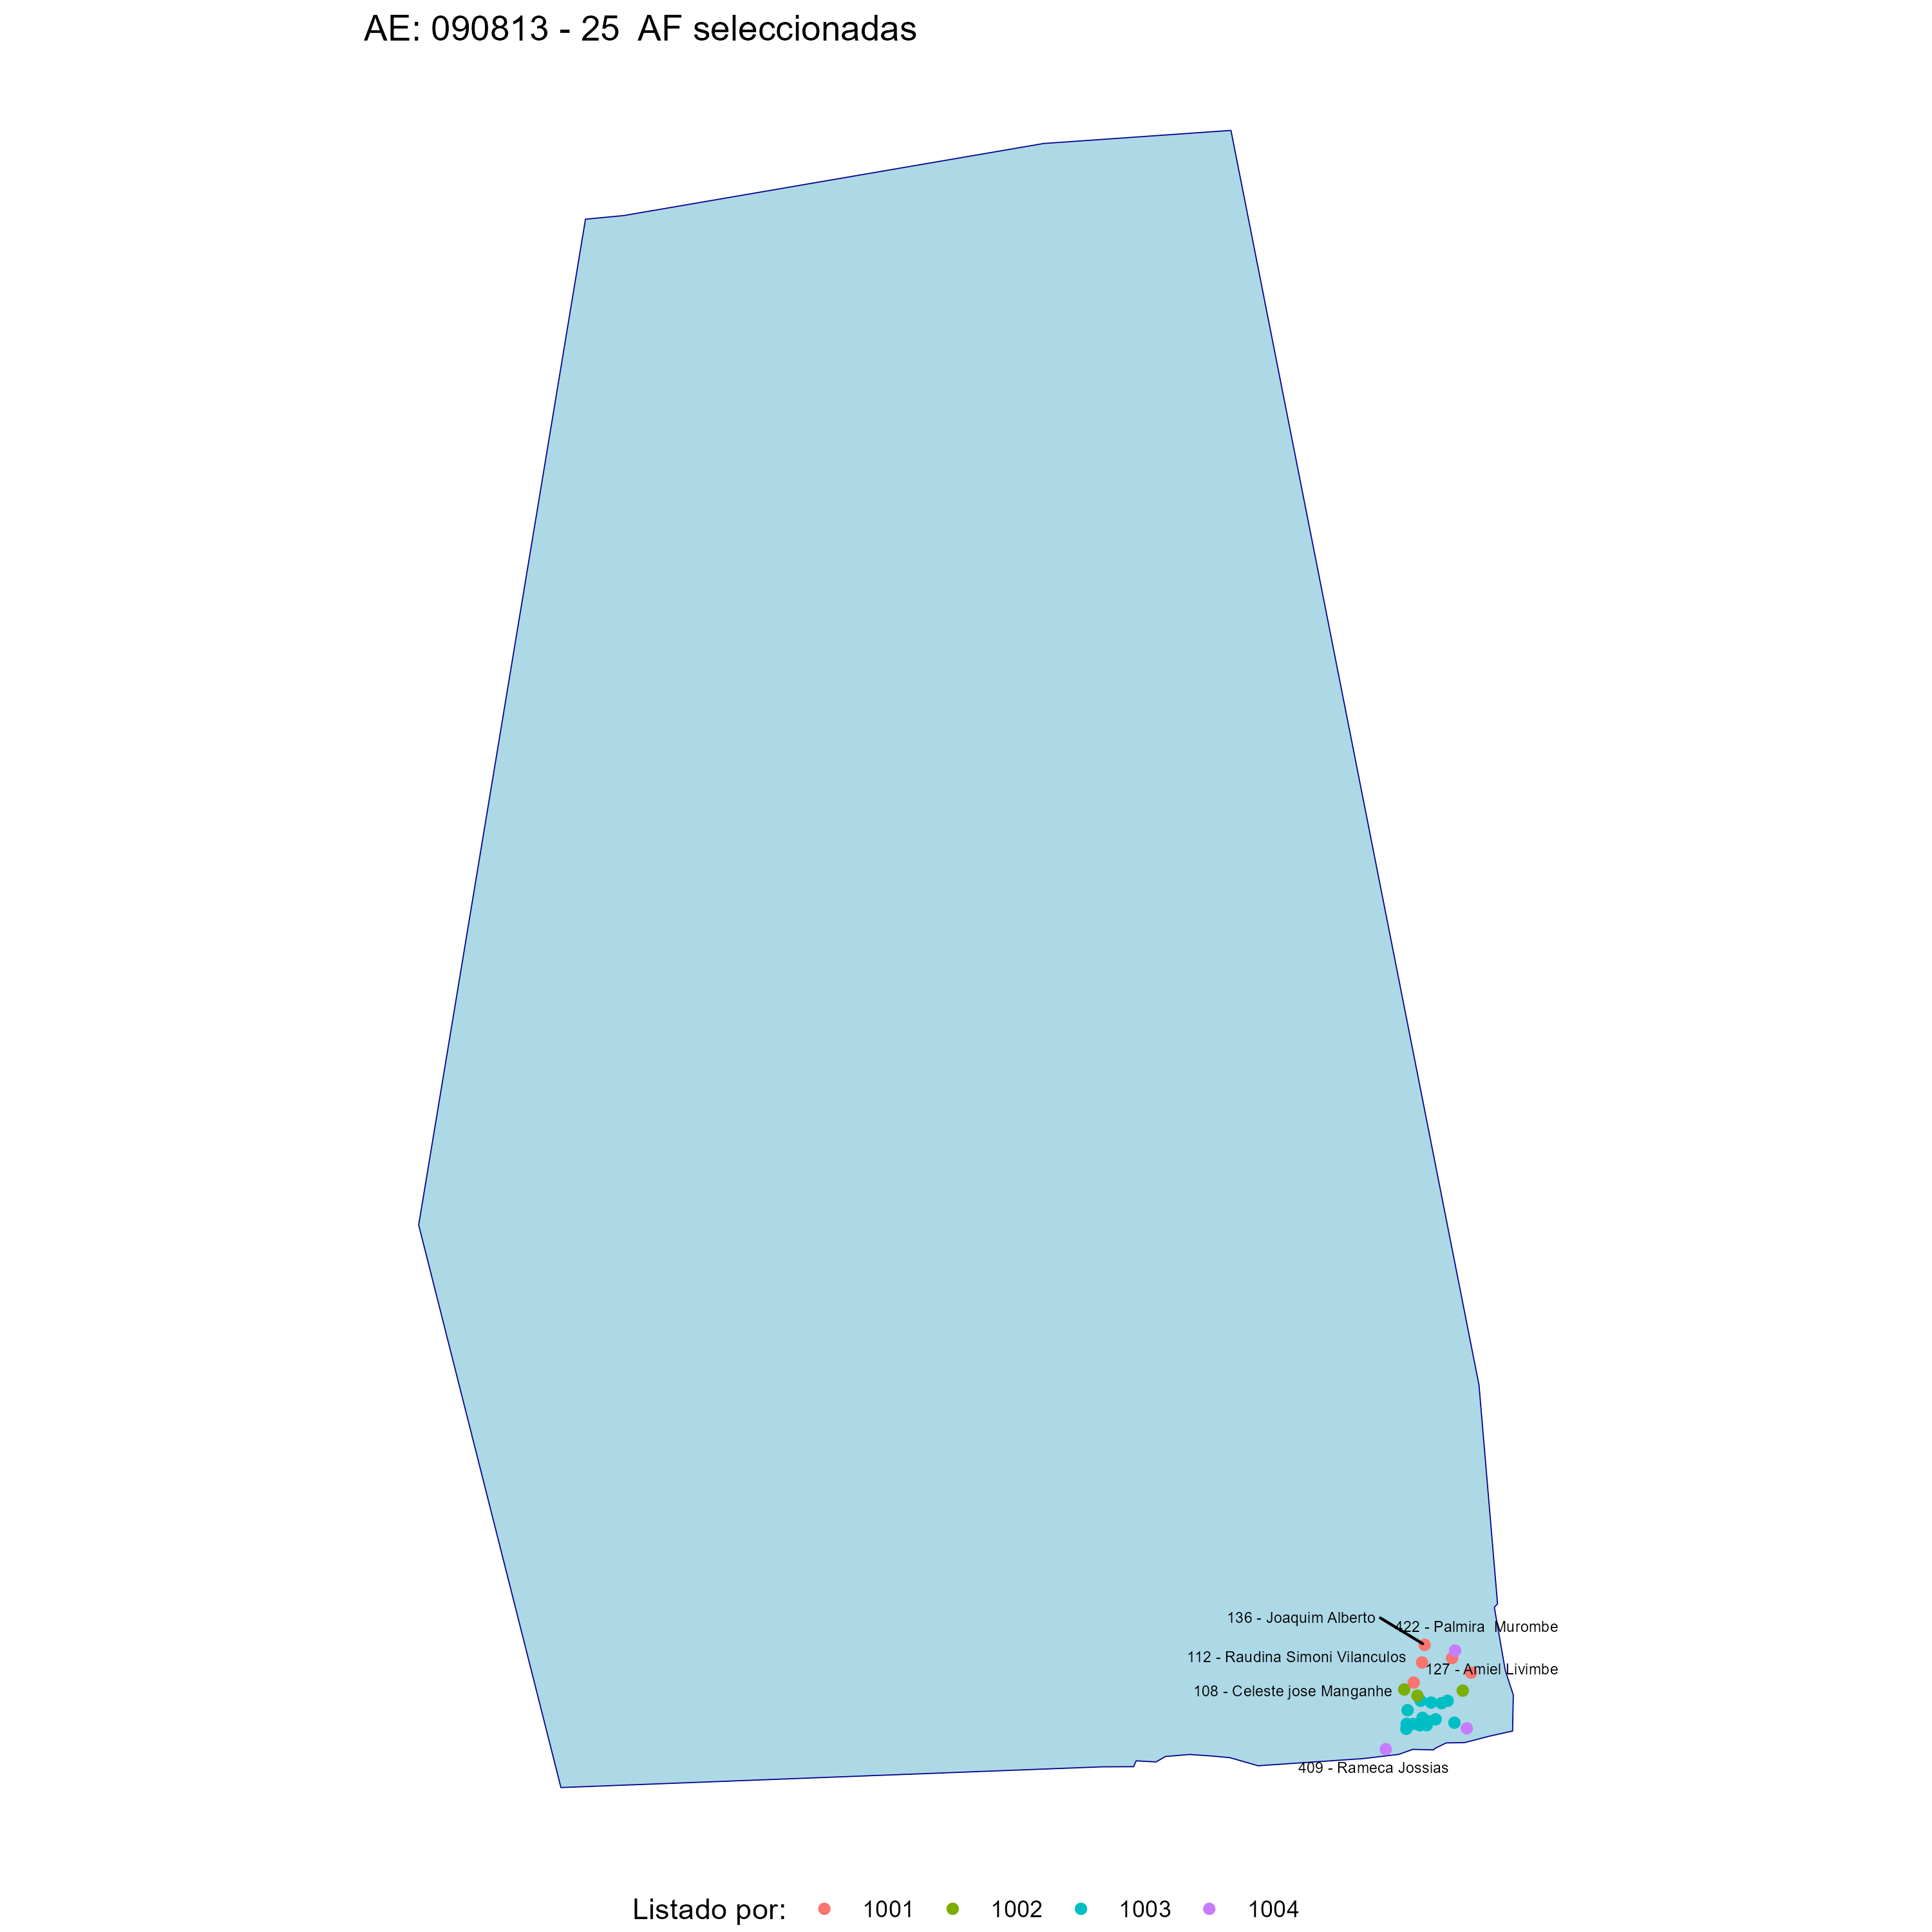 AE: 090813 - 25  AF seleccionadas
136 - Joaquim Alberto
422 - Palmira  Murombe
112 - Raudina Simoni Vilanculos
127 - Amiel Livimbe
108 - Celeste jose Manganhe
409 - Rameca Jossias
Listado por: 1001 1002 1003 1004